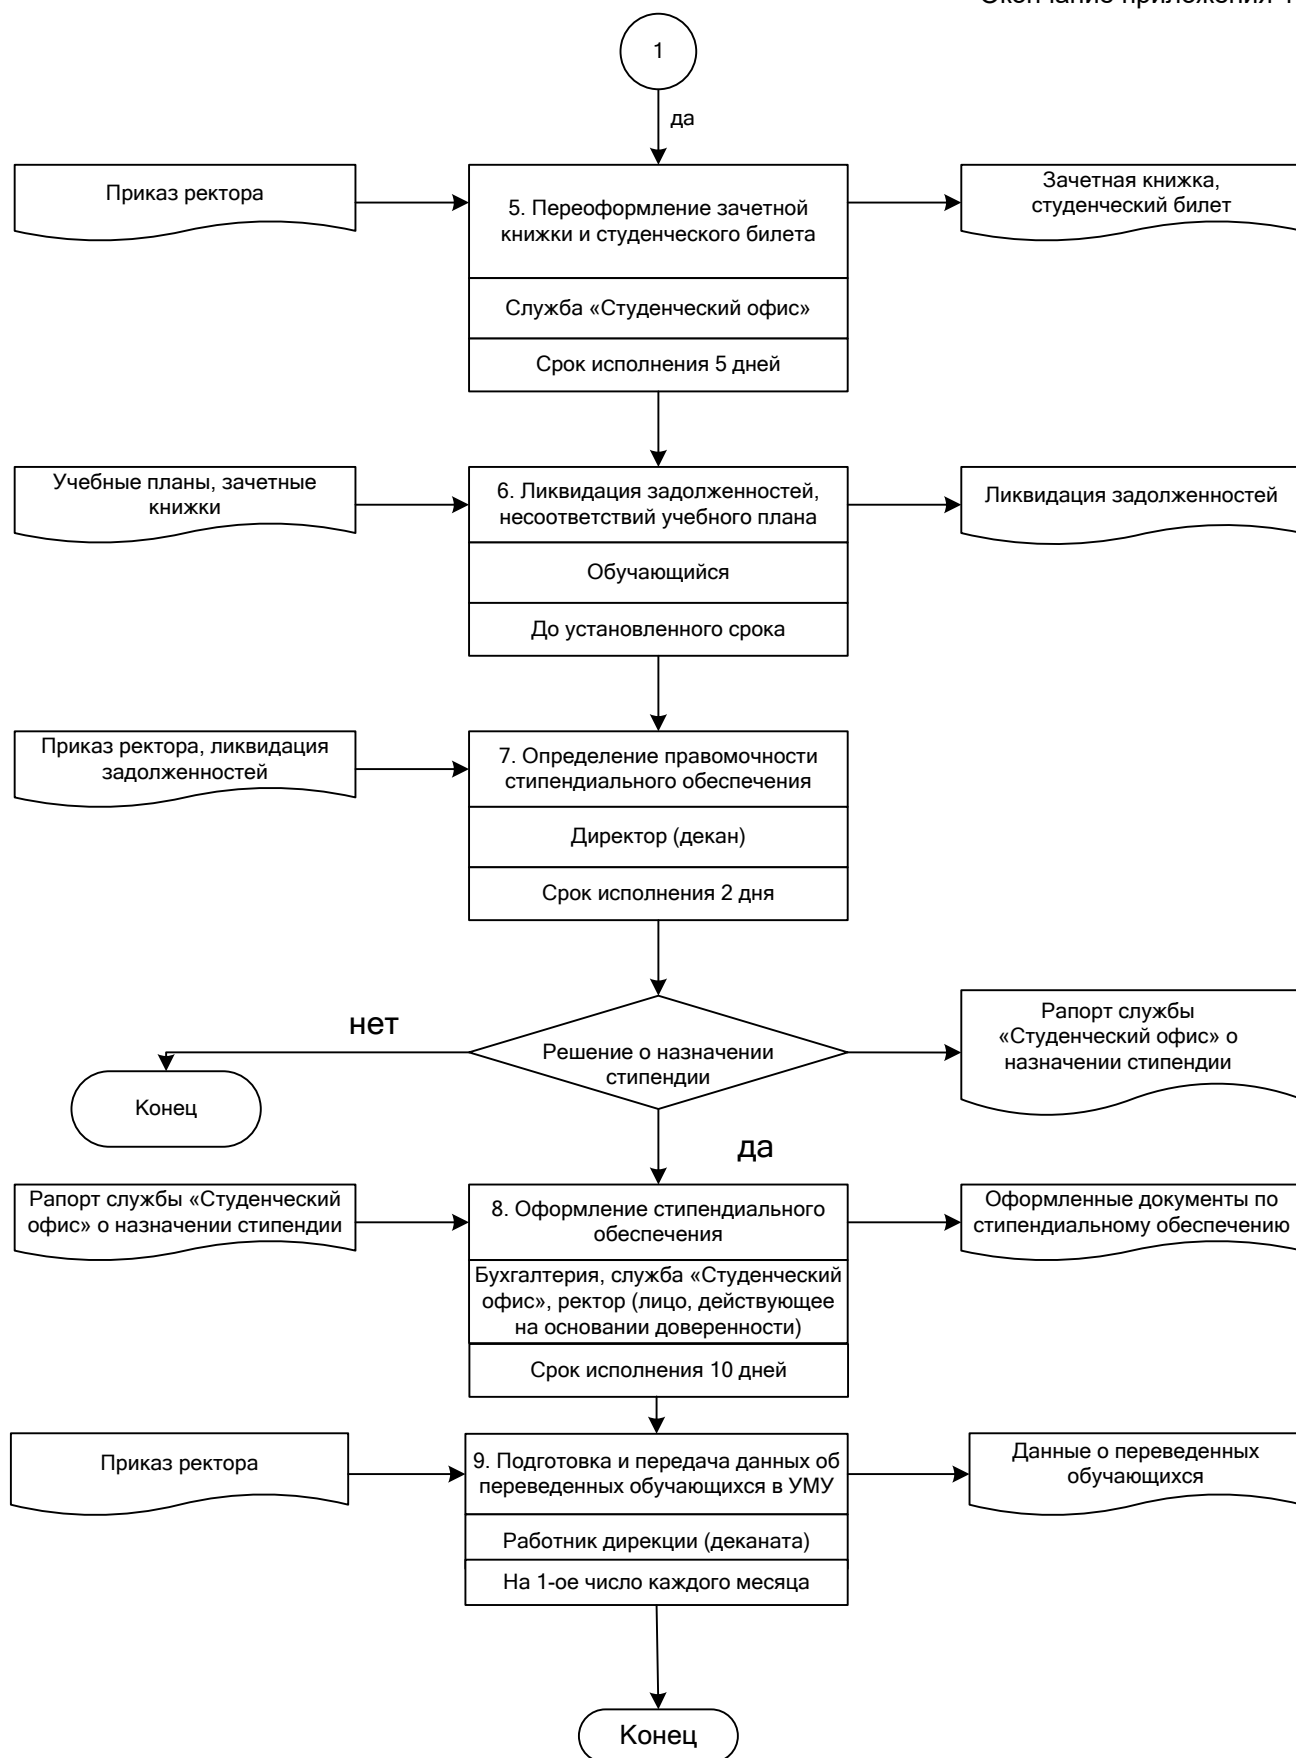 Окончание приложения 1
1
да
Приказ ректора
5. Переоформление зачетной
книжки и студенческого билета
Зачетная книжка,
студенческий билет
Служба «Студенческий офис»
Срок исполнения 5 дней
Учебные планы, зачетные
книжки
6. Ликвидация задолженностей,
несоответствий учебного плана
Ликвидация задолженностей
Обучающийся
До установленного срока
Приказ ректора, ликвидация
задолженностей
7. Определение правомочности
стипендиального обеспечения
Директор (декан)
Срок исполнения 2 дня
нет
Решение о назначении
стипендии
Рапорт службы
«Студенческий офис» о
назначении стипендии
Конец
да
Рапорт службы «Студенческий
офис» о назначении стипендии
8. Оформление стипендиального
обеспечения
Оформленные документы по
стипендиальному обеспечению
Бухгалтерия, служба «Студенческий
офис», ректор (лицо, действующее
на основании доверенности)
Срок исполнения 10 дней
Приказ ректора
9. Подготовка и передача данных об
переведенных обучающихся в УМУ
Данные о переведенных
обучающихся
Работник дирекции (деканата)
На 1-ое число каждого месяца
Конец